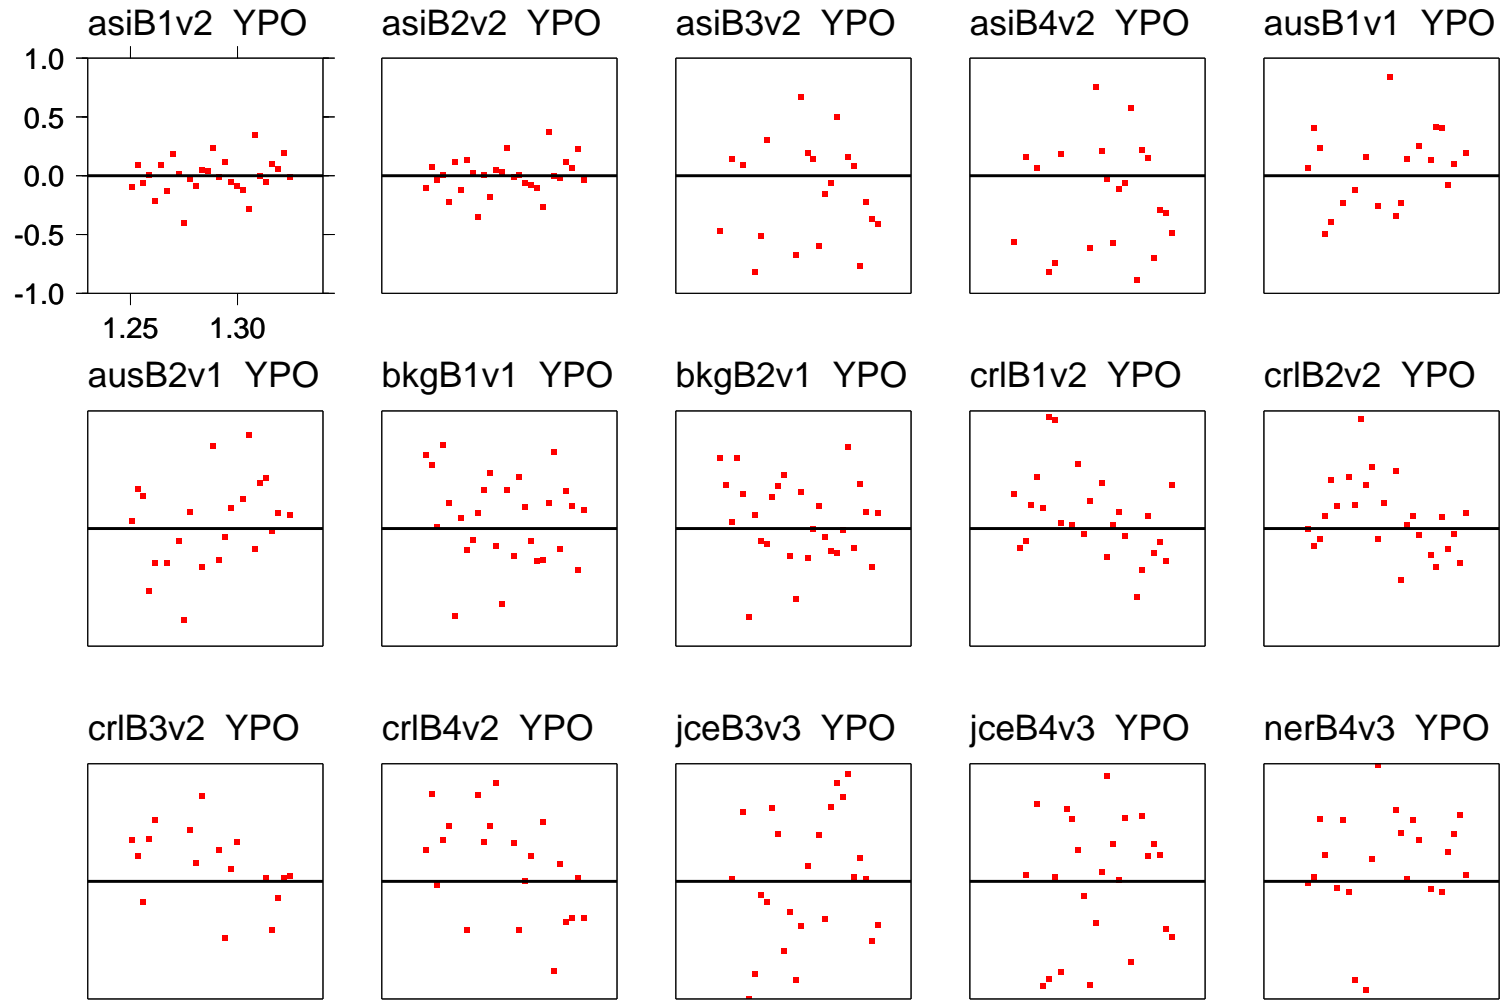 asiB1v2 YPO
asiB2v2 YPO
asiB3v2 YPO
asiB4v2 YPO
ausB1v1 YPO
1.0
0.5
0.0
-0.5
-1.0
1.25 1.30
ausB2v1 YPO
bkgB1v1 YPO
bkgB2v1 YPO
crlB1v2 YPO
crlB2v2 YPO
crlB3v2 YPO
crlB4v2 YPO
jceB3v3 YPO
jceB4v3 YPO
nerB4v3 YPO